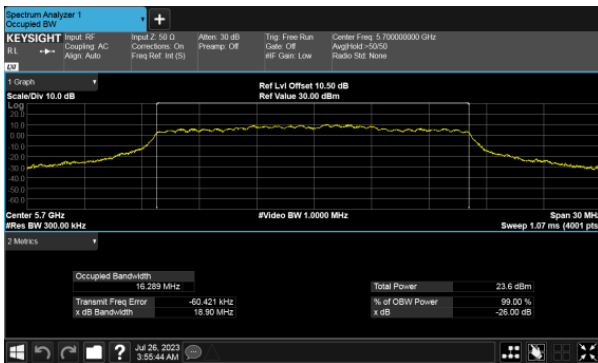 Spectrum Analyzer 1
Occupied BW
+
KEYSIGHT Input: RF Input Z: 50 Ω Atten: 30 dB Trig: Free Run Center Freq: 5.700000000 GHz
RL Coupling: AC Corrections: On Preamp: Off Gate: Off Avg|Hold:>50/50
Align: Auto Freq Ref: Int (S) #IF Gain: Low Radio Std: None
LXI
1 Graph
Ref Lvl Offset 10.50 dB
Scale/Div 10.0 dB Ref Value 30.00 dBm
Log
20.0
10.0
0.00
-10.0
-20.0
-30.0
-40.0
-50.0
-60.0
Center 5.7 GHz #Video BW 1.0000 MHz Span 30 MHz
#Res BW 300.00 kHz Sweep 1.07 ms (4001 pts)
2 Metrics
Occupied Bandwidth
16.289 MHz Total Power 23.6 dBm
Transmit Freq Error -60.421 kHz % of OBW Power 99.00 %
x dB Bandwidth 18.90 MHz x dB -26.00 dB
?
Jul 26, 2023
3:55:44 AM